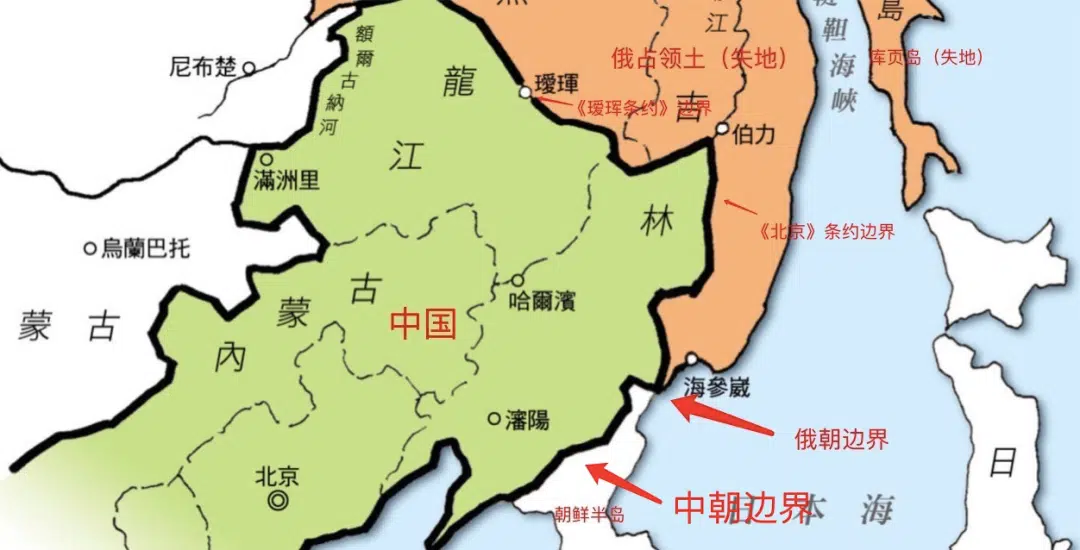 島
額爾古納河
江
韃靼海峽
俄占领土（失地）
库页岛（失地）
尼布楚
龍
璦琿
《瑷珲条约》边界
吉
伯力
江
滿洲里
林
《北京》条约边界
烏蘭巴托
哈爾濱
蒙古
內蒙古
中国
海參崴
瀋陽
俄朝边界
日
北京
中朝边界
朝鲜半岛
日本海